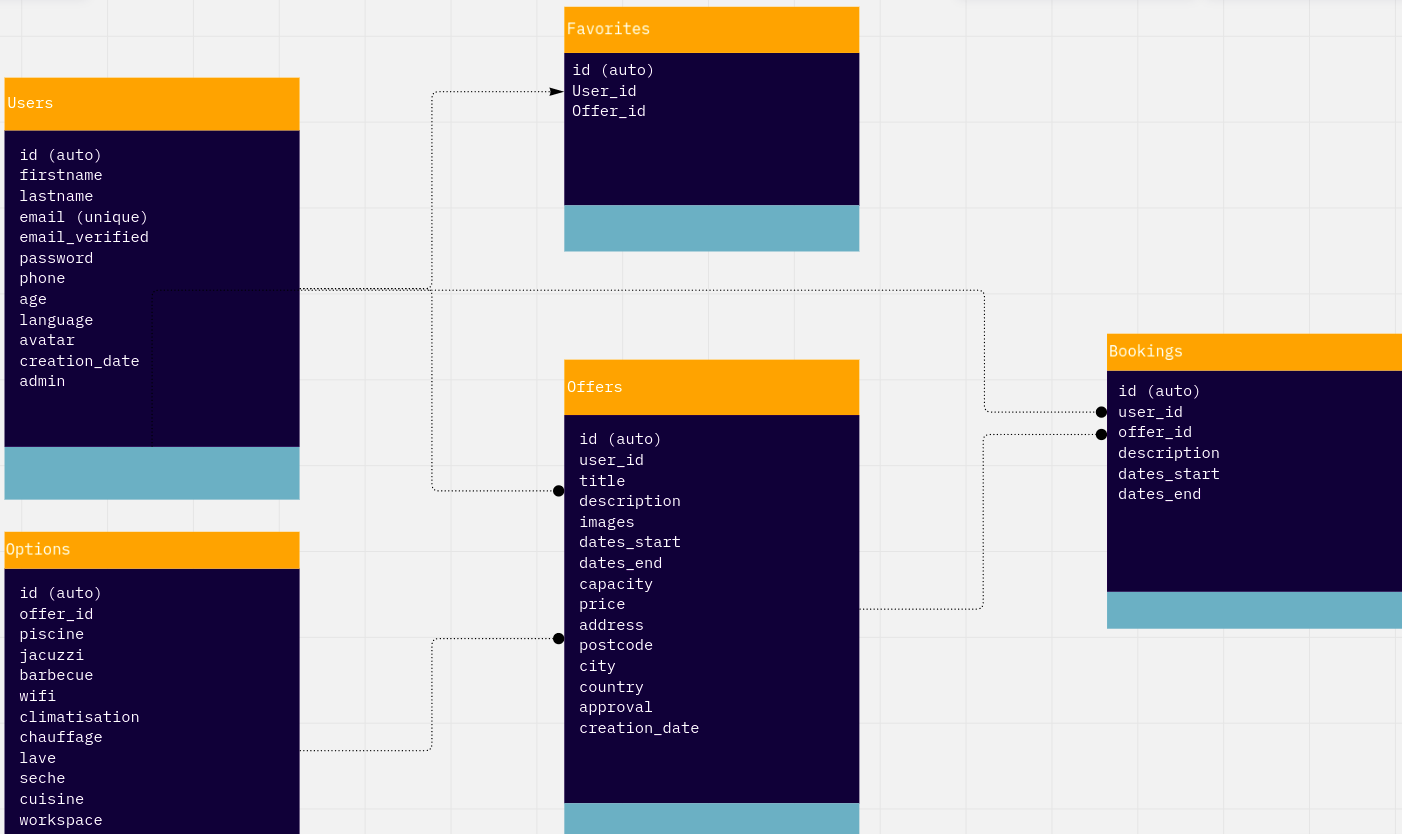 Favorites
id (auto)
User_id
Offer_id
Users
id (auto)
firstname
lastname
email (unique)
email_verified
password
phone
age
language
avatar
creation_date
admin
Offers
id (auto)
user_id
title
description
images
dates_start
dates_end
capacity
price
address
postcode
city
country
approval
creation_date
Bookings
id (auto)
user_id
offer_id
description
dates_start
dates_end
Options
id (auto)
offer_id
piscine
jacuzzi
barbecue
wifi
climatisation
chauffage
lave
seche
cuisine
workspace